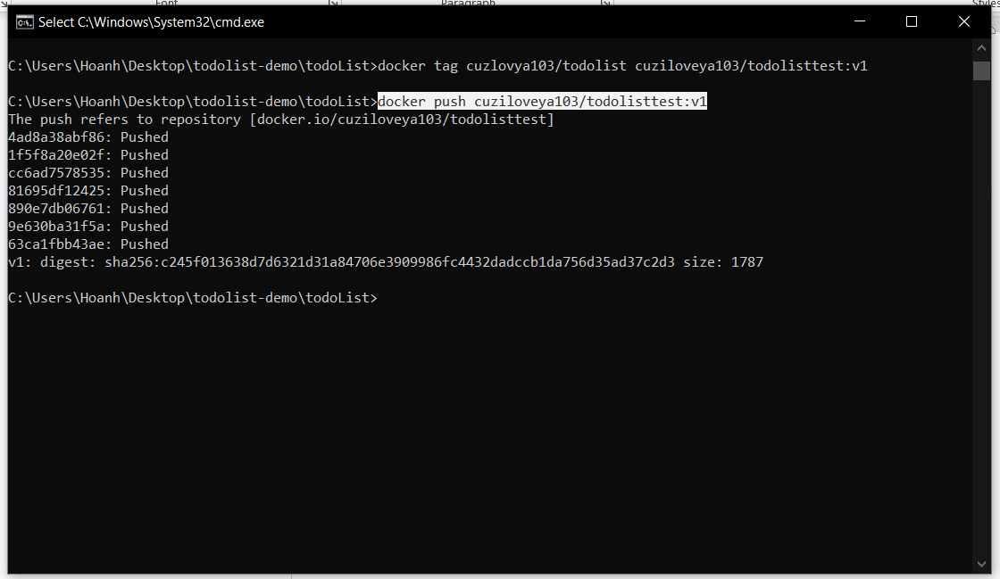 Font
Paragraph
Styles
Select C:\Windows\System32\cmd.exe
C:\Users\Hoanh\Desktop\todolist-demo\todoList>docker tag cuzlovya103/todolist cuziloveya103/todolisttest:v1
C:\Users\Hoanh\Desktop\todolist-demo\todoList>docker push cuziloveya103/todolisttest:v1
The push refers to repository [docker.io/cuziloveya103/todolisttest]
4ad8a38abf86: Pushed
1f5f8a20e02f: Pushed
cc6ad7578535: Pushed
81695df12425: Pushed
890e7db06761: Pushed
9e630ba31f5a: Pushed
63ca1fbb43ae: Pushed
v1: digest: sha256:c245f013638d7d6321d31a84706e3909986fc4432dadccb1da756d35ad37c2d3 size: 1787
C:\Users\Hoanh\Desktop\todolist-demo\todoList>